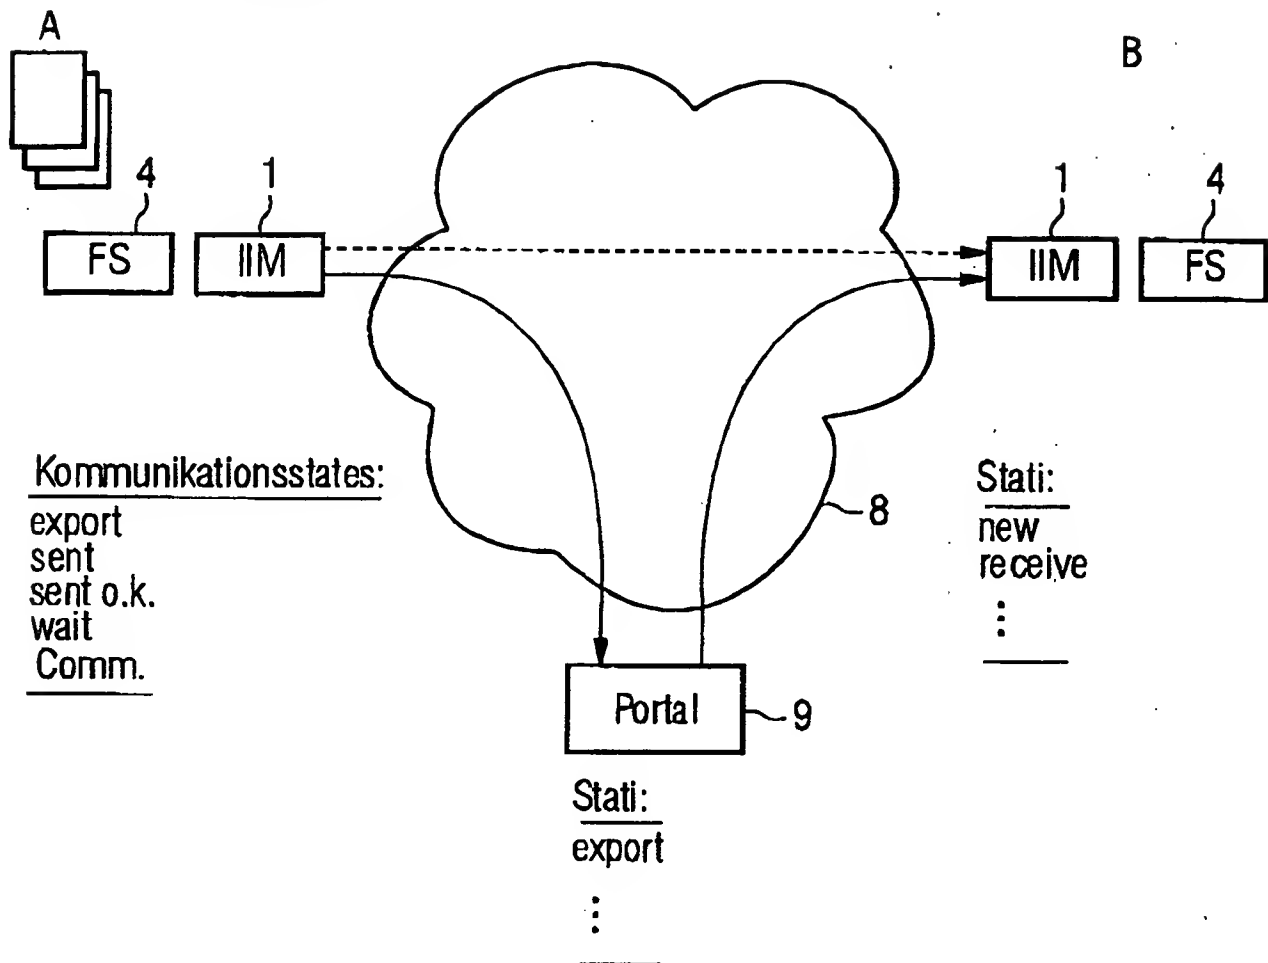 A
B
4
1
1
4
FS
IIM
IIM
FS
Kommunikationsstates:
export
sent
sent o.k.
wait
Comm.
8
Stati:
new
receive
Portal
9
Stati:
export